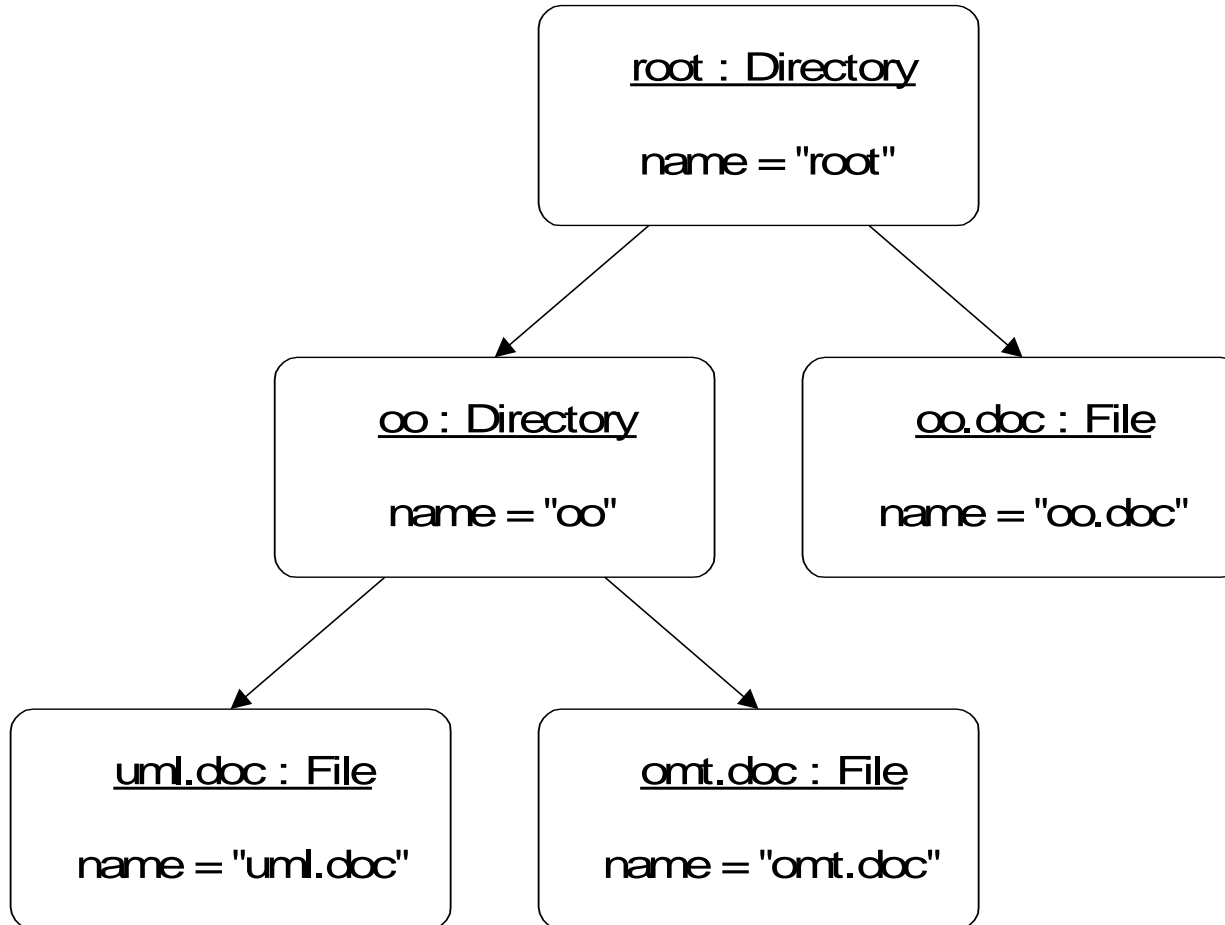 root : Directory
name = "root"
oo : Directory
name = "oo"
oo.doc : File
name = "oo.doc"
uml.doc : File
name = "uml.doc"
omt.doc : File
name = "omt.doc"